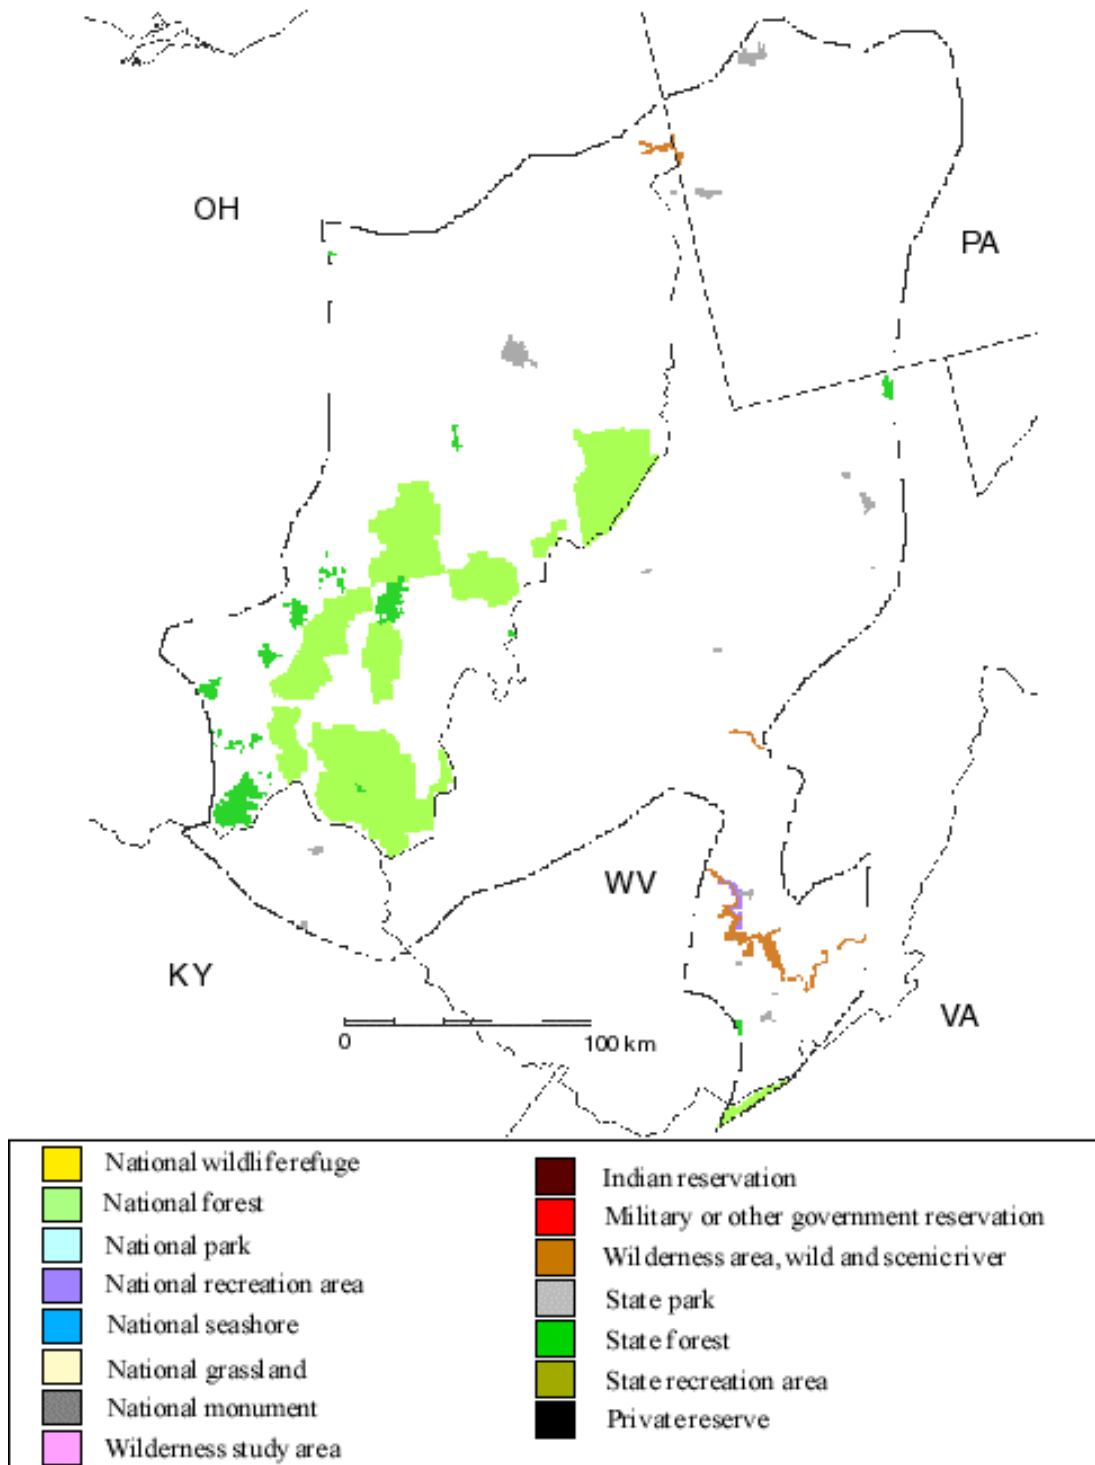 OH
PA
WV
KY
VA
0 100 km
National wildlife refuge
National forest
National park
National recreation area
National seashore
National grassland
National monument
Wilderness study area
Indian reservation
Military or other government reservation
Wilderness area, wild and scenic river
State park
State forest
State recreation area
Private reserve